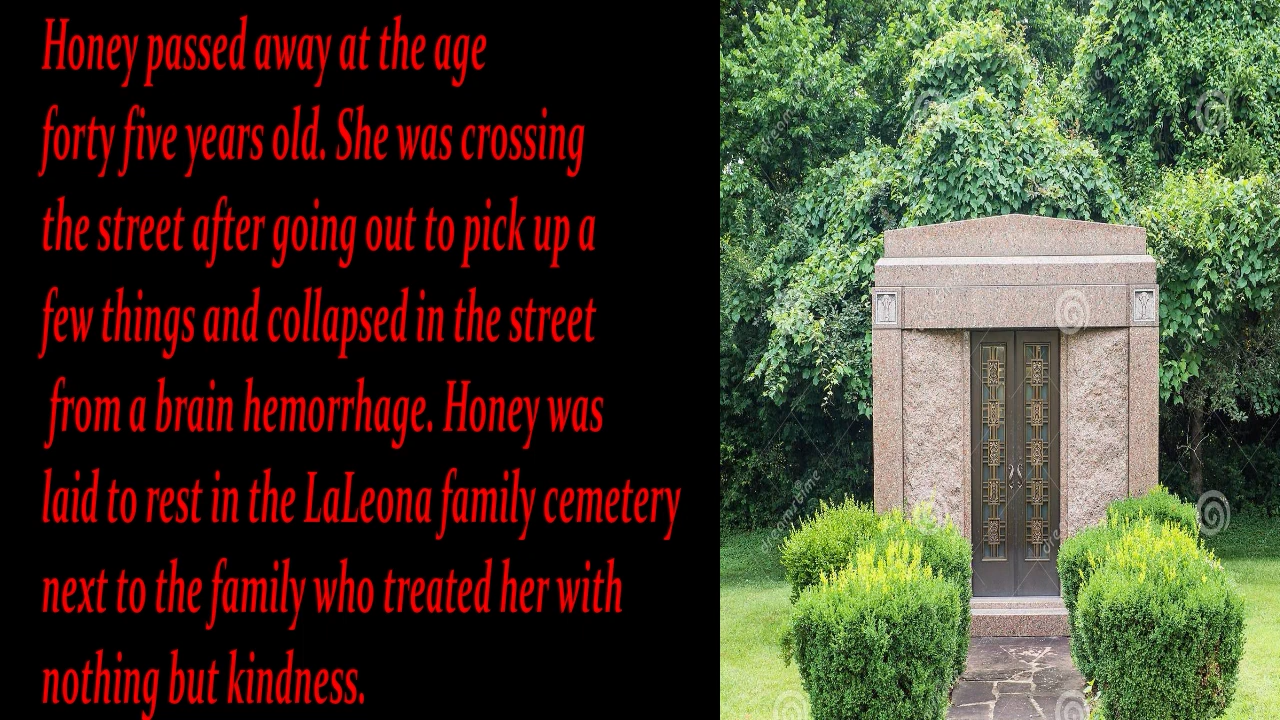 Honey passed away at the age
forty five years old. She was crossing
the street after going out to pick up a
few things and collapsed in the street
from a brain hemorrhage. Honey was
laid to rest in the LaLeona family cemetery
next to the family who treated her with
nothing but kindness.
dreamstime
dreamstime